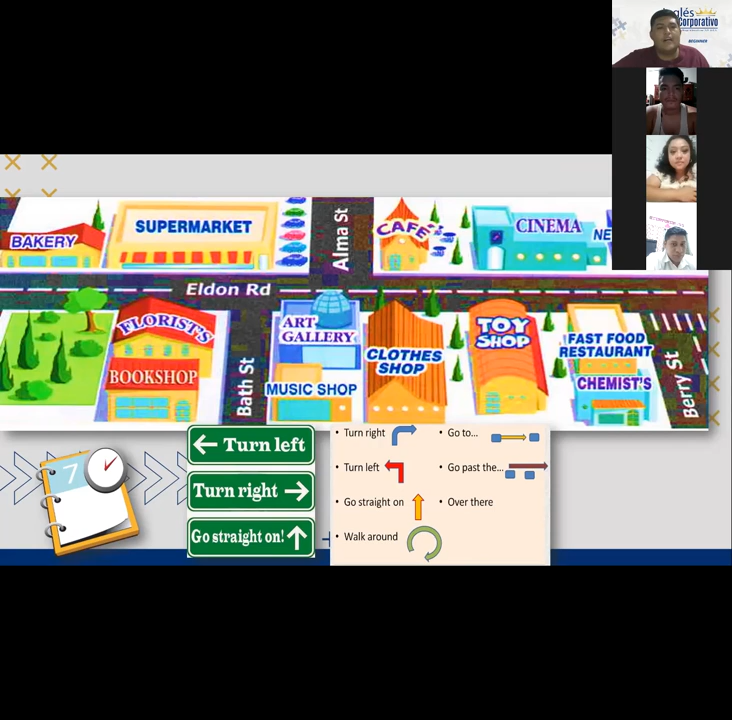 Inglés
Corporativo
BEGINNER
BAKERY
SUPERMARKET
Alma St
CAFÉ
CINEMA
NE
Eldon Rd
FLORIST'S
BOOKSHOP
Bath St
ART
GALLERY
MUSIC SHOP
CLOTHES
SHOP
TOY
SHOP
FAST FOOD
RESTAURANT
CHEMIST'S
Berry St
7
← Turn left
Turn right →
Go straight on! ↑
• Turn right
• Turn left
• Go straight on
• Walk around
• Go to...
• Go past the...
• Over there